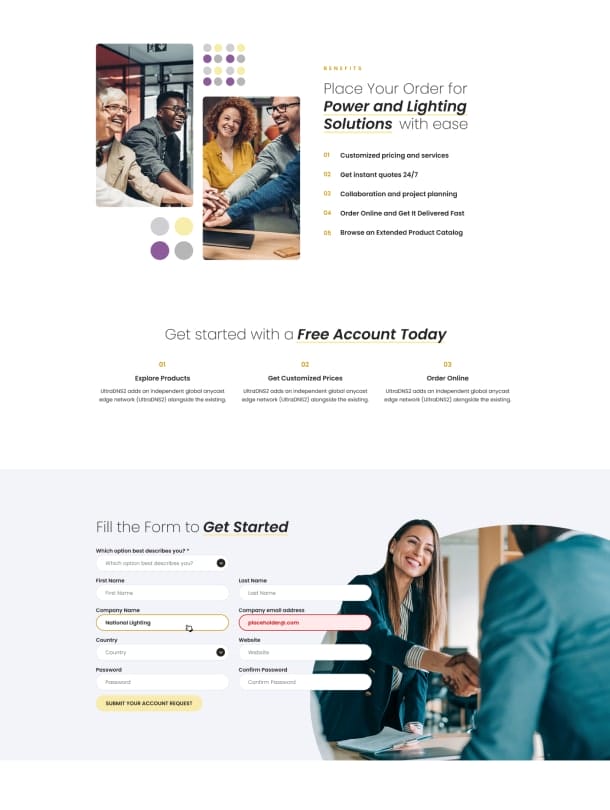 BENEFITS
Place Your Order for
Power and Lighting
Solutions with ease
01 Customized pricing and services
02 Get instant quotes 24/7
03 Collaboration and project planning
04 Order Online and Get It Delivered Fast
05 Browse an Extended Product Catalog
Get started with a Free Account Today
01 02 03
Explore Products Get Customized Prices Order Online
UltraDNS2 adds an independent global anycast
edge network (UltraDNS2) alongside the existing.
UltraDNS2 adds an independent global anycast
edge network (UltraDNS2) alongside the existing.
UltraDNS2 adds an independent global anycast
edge network (UltraDNS2) alongside the existing.
Fill the Form to Get Started
Which option best describes you? *
Which option best describes you?
First Name Last Name
First Name Last Name
Company Name Company email address
National Lighting placeholder@r.com
Country Website
Country Website
Password Confirm Password
Password Confirm Password
SUBMIT YOUR ACCOUNT REQUEST